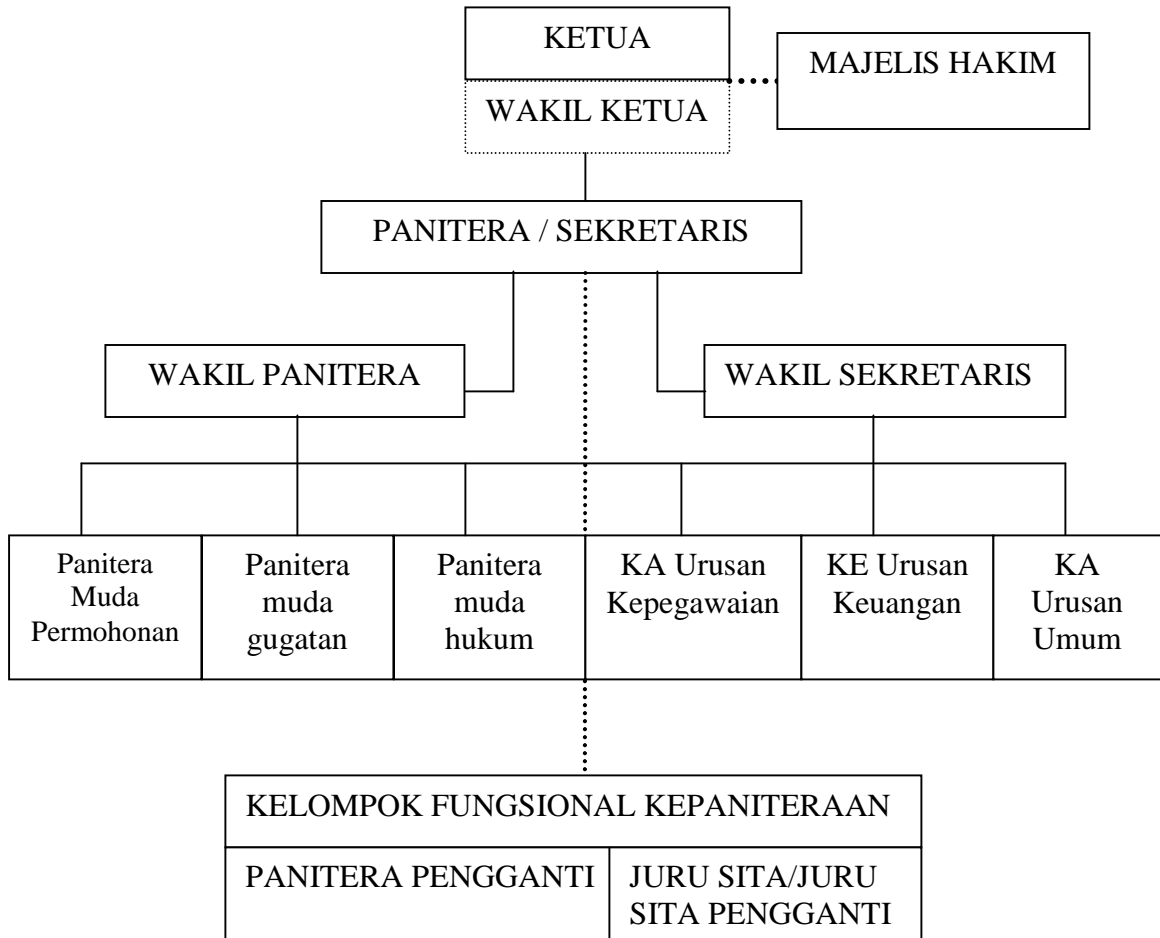 KETUA
MAJELIS HAKIM
WAKIL KETUA
PANITERA / SEKRETARIS
WAKIL PANITERA
WAKIL SEKRETARIS
Panitera
Muda
Permohonan
Panitera
muda
gugatan
Panitera
muda
hukum
KA Urusan
Kepegawaian
KE Urusan
Keuangan
KA
Urusan
Umum
KELOMPOK FUNGSIONAL KEPANITERAAN
PANITERA PENGGANTI
JURU SITA/JURU
SITA PENGGANTI